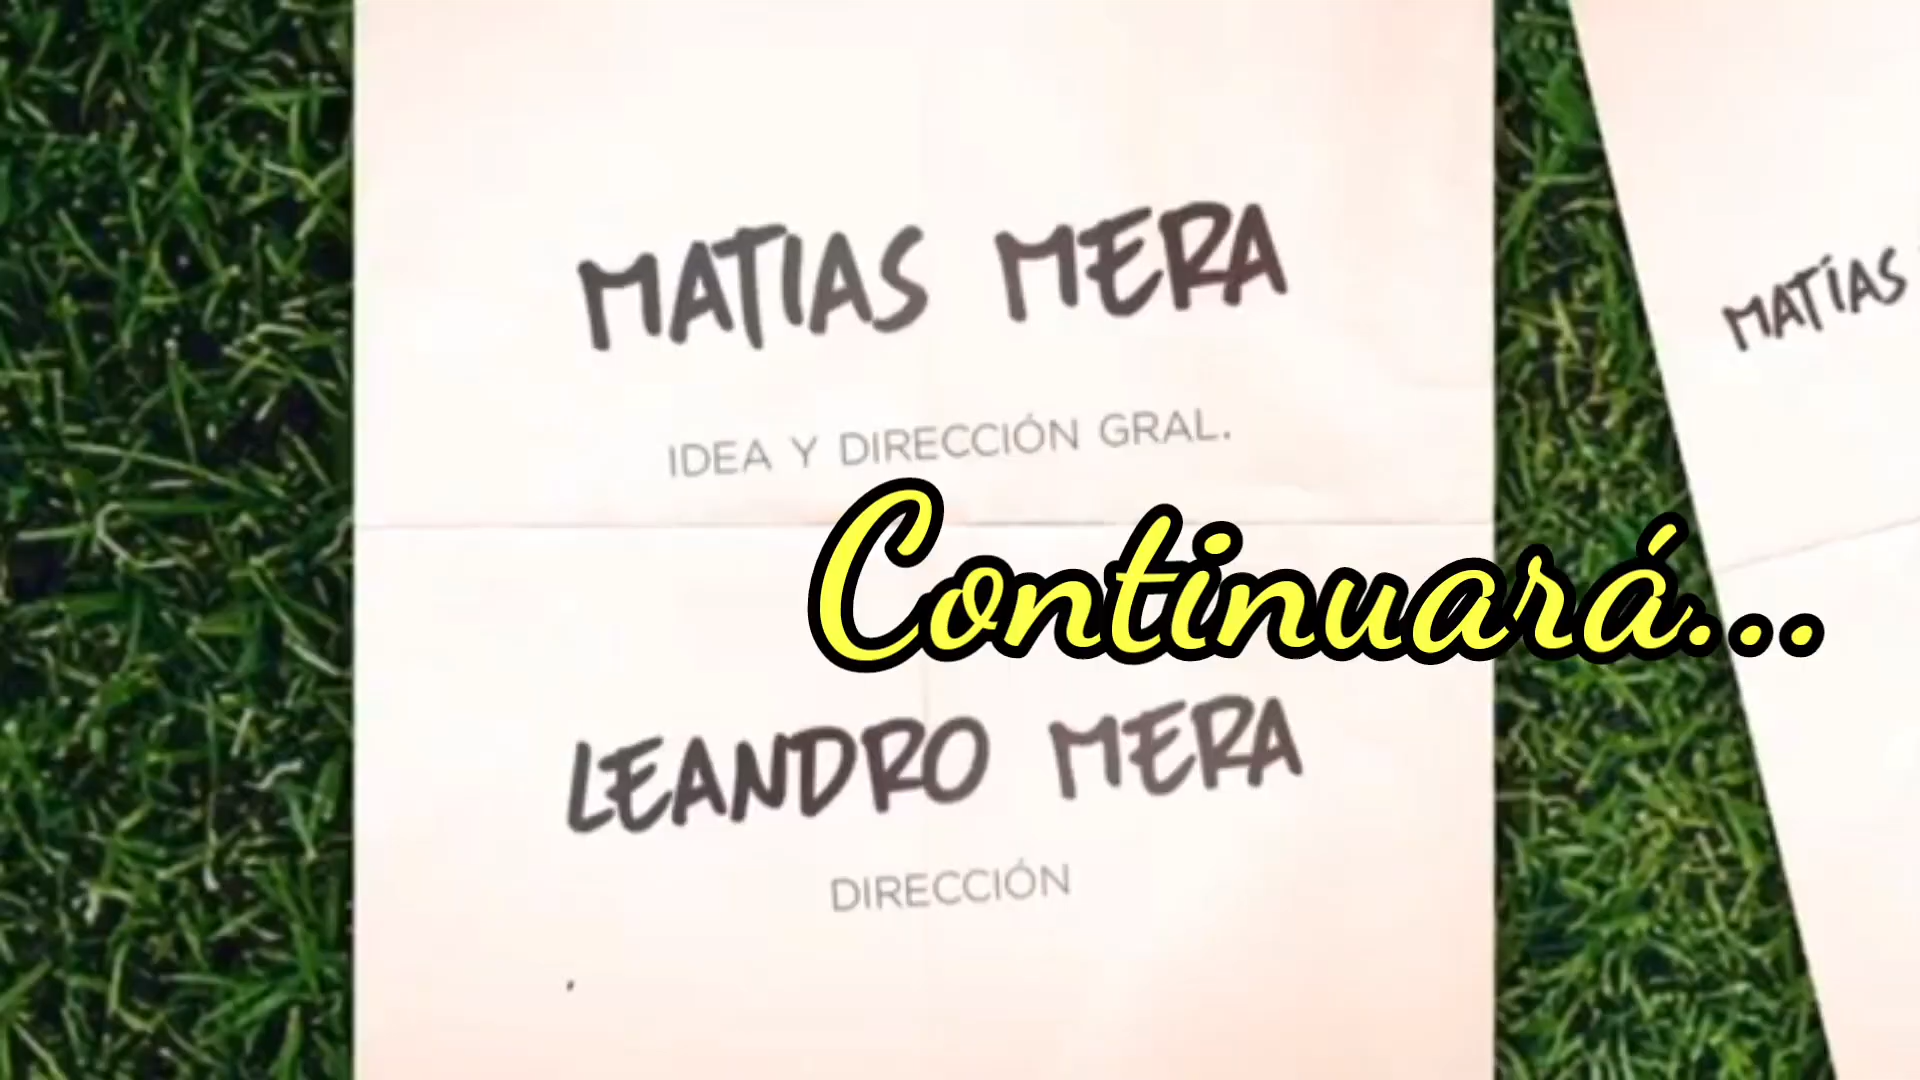 MATIAS MERA
IDEA Y DIRECCIÓN GRAL.
Continuará...
LEANDRO MERA
DIRECCIÓN
MATÍAS